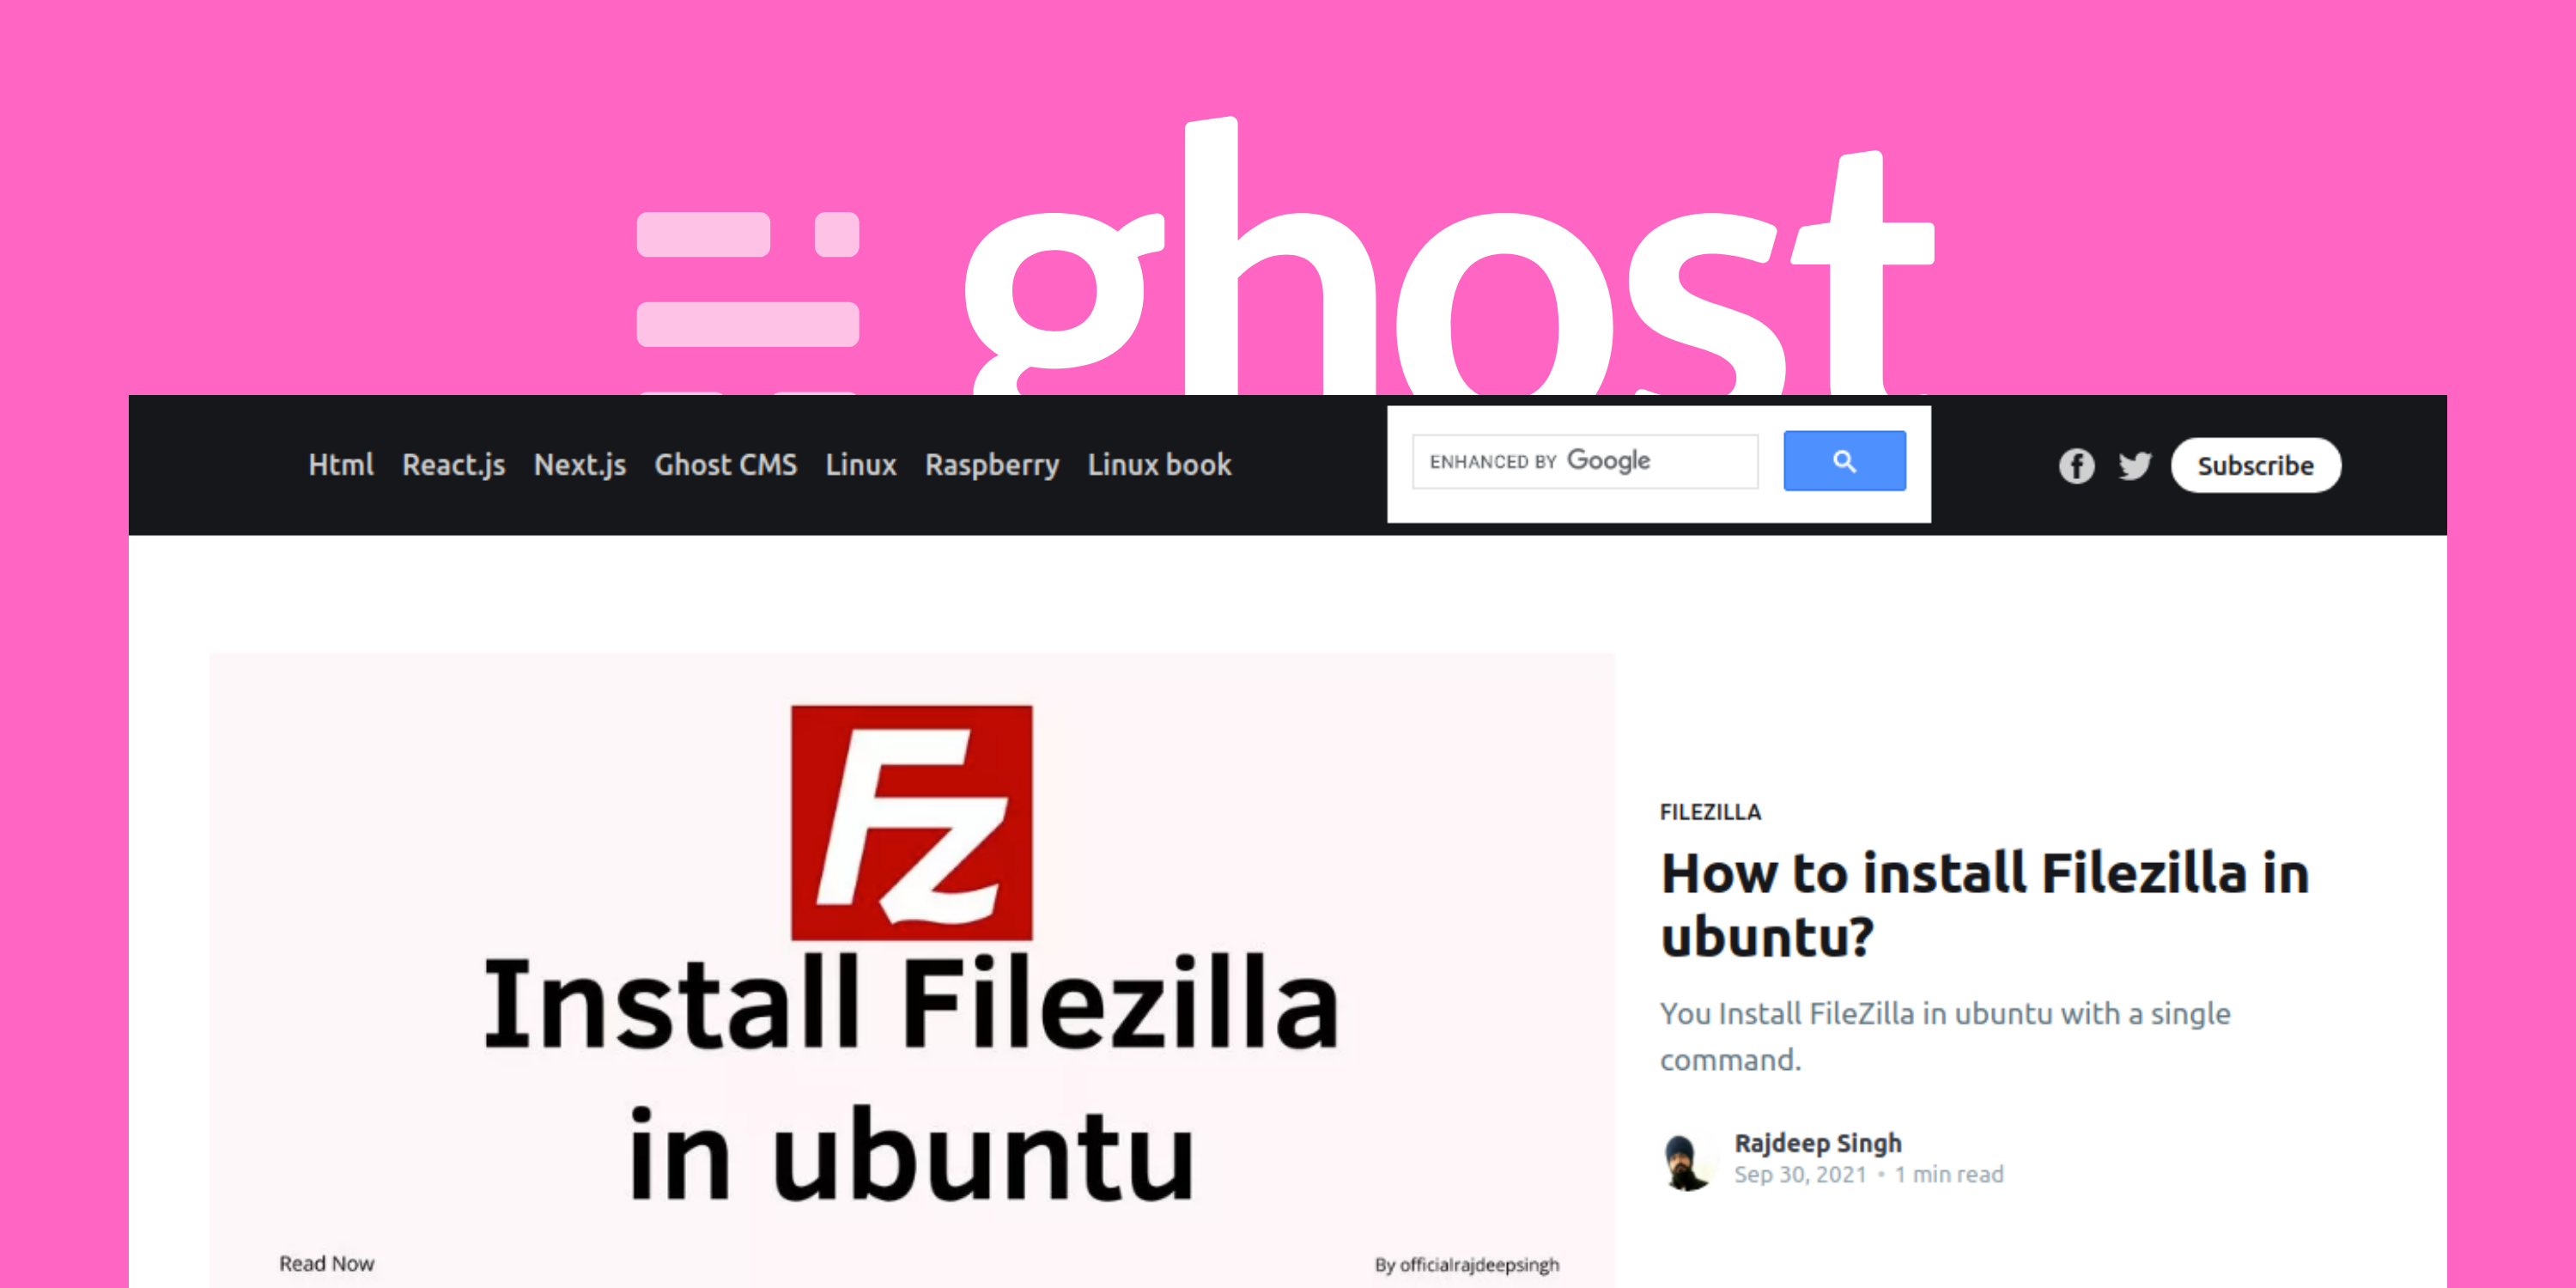 ghost
Html React.js Next.js Ghost CMS Linux Raspberry Linux book
ENHANCED BY Google
Subscribe
Fz
Install Filezilla
in ubuntu
Read Now
By officialrajdeepsingh
FILEZILLA
How to install Filezilla in
ubuntu?
You Install FileZilla in ubuntu with a single
command.
Rajdeep Singh
Sep 30, 2021 • 1 min read